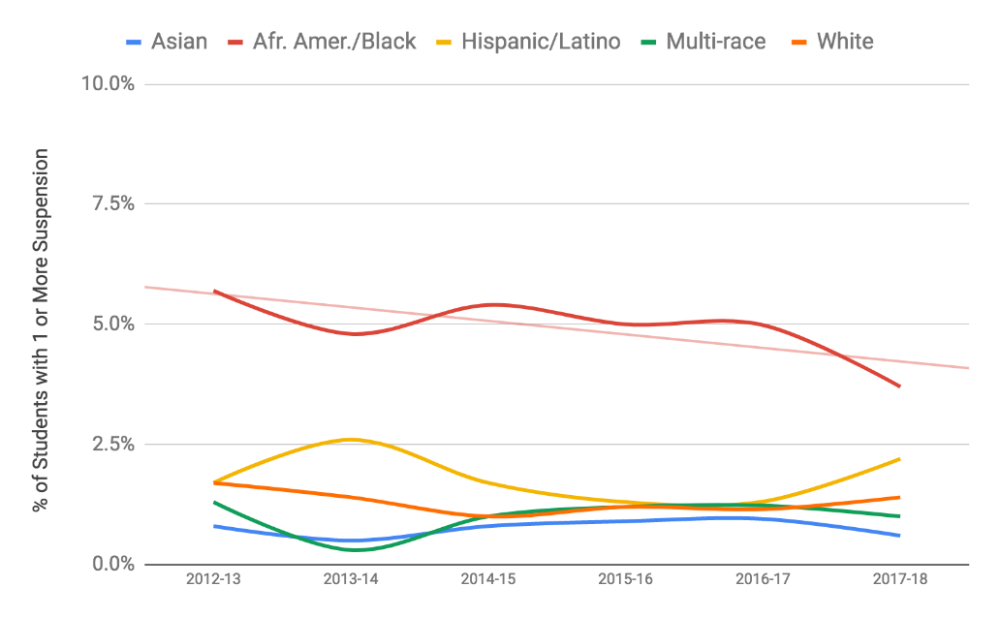 Asian Afr. Amer./Black Hispanic/Latino Multi-race White
% of Students with 1 or More Suspension
10.0%
7.5%
5.0%
2.5%
0.0%
2012-13 2013-14 2014-15 2015-16 2016-17 2017-18